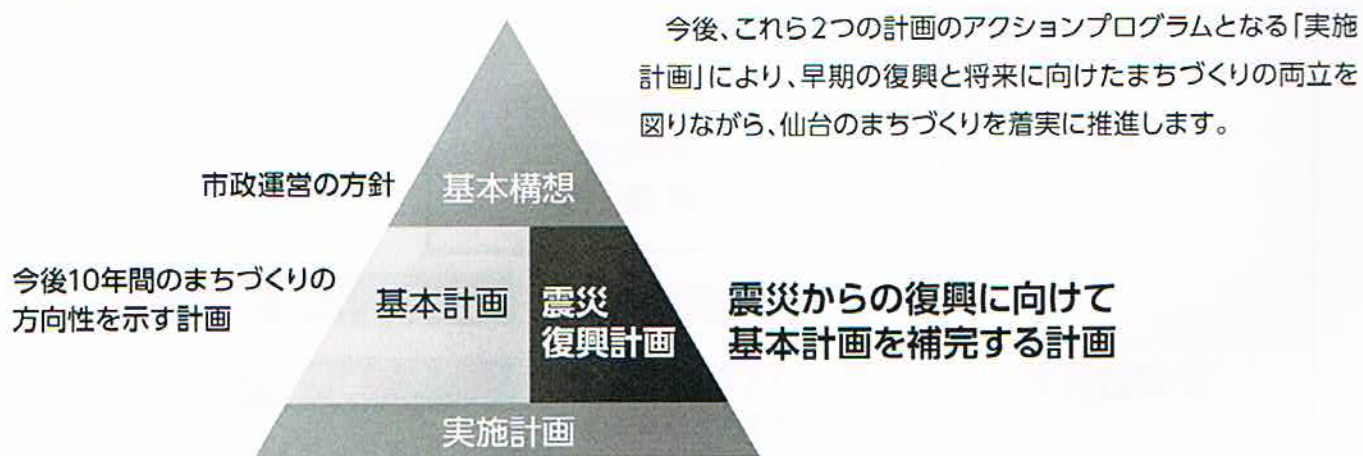 今後、これら2つの計画のアクションプログラムとなる「実施
計画」により、早期の復興と将来に向けたまちづくりの両立を
図りながら、仙台のまちづくりを着実に推進します。
市政運営の方針
基本構想
今後10年間のまちづくりの
方向性を示す計画
基本計画
震災
復興計画
震災からの復興に向けて
基本計画を補完する計画
実施計画